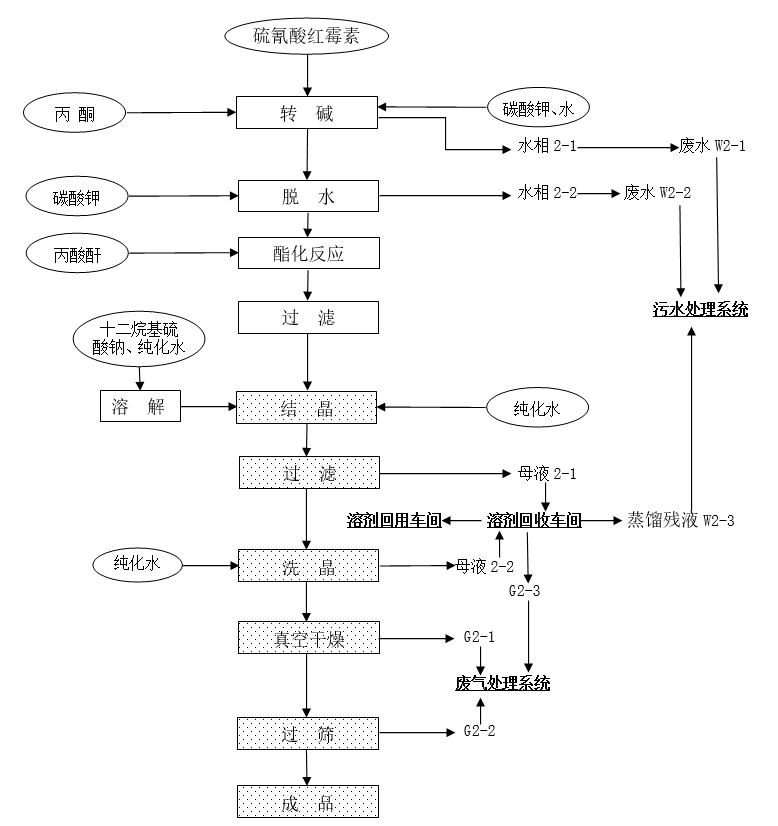 硫氰酸红霉素
丙 酮
转 碱
碳酸钾、水
水相2-1
废水W2-1
碳酸钾
脱 水
水相2-2
废水W2-2
丙酸酐
酯化反应
过 滤
污水处理系统
十二烷基硫
酸钠、纯化水
溶 解
结 晶
纯化水
过 滤
母液2-1
溶剂回用车间
溶剂回收车间
蒸馏残液W2-3
纯化水
洗 晶
母液2-2
G2-3
真空干燥
G2-1
废气处理系统
过 筛
G2-2
成 品